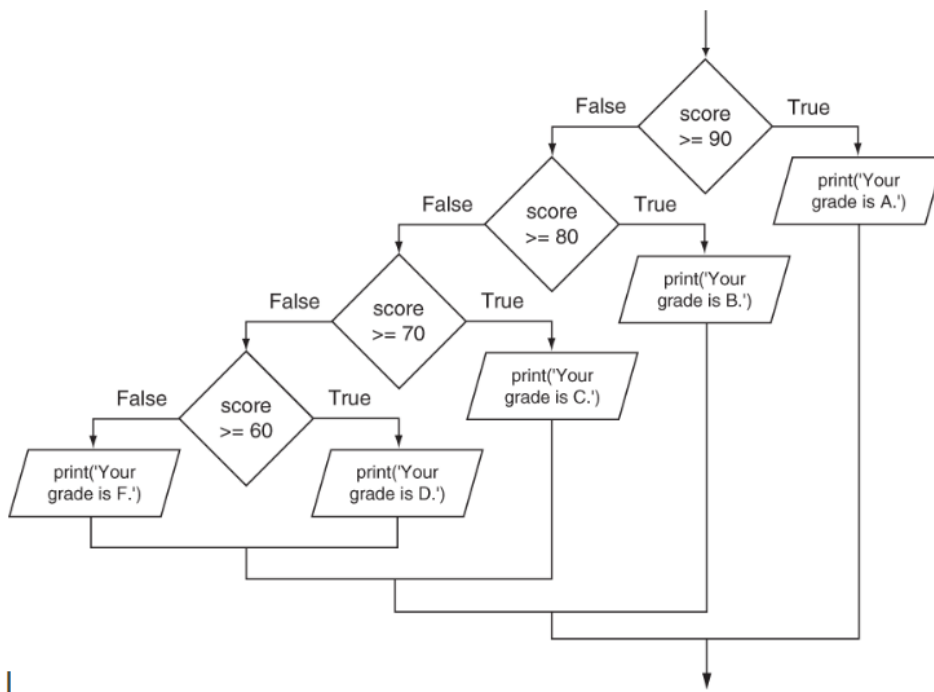 False
score
>= 90
True
print('Your
grade is A.')
False
score
>= 80
True
print('Your
grade is B.')
False
score
>= 70
True
print('Your
grade is C.')
False
score
>= 60
True
print('Your
grade is F.')
print('Your
grade is D.')